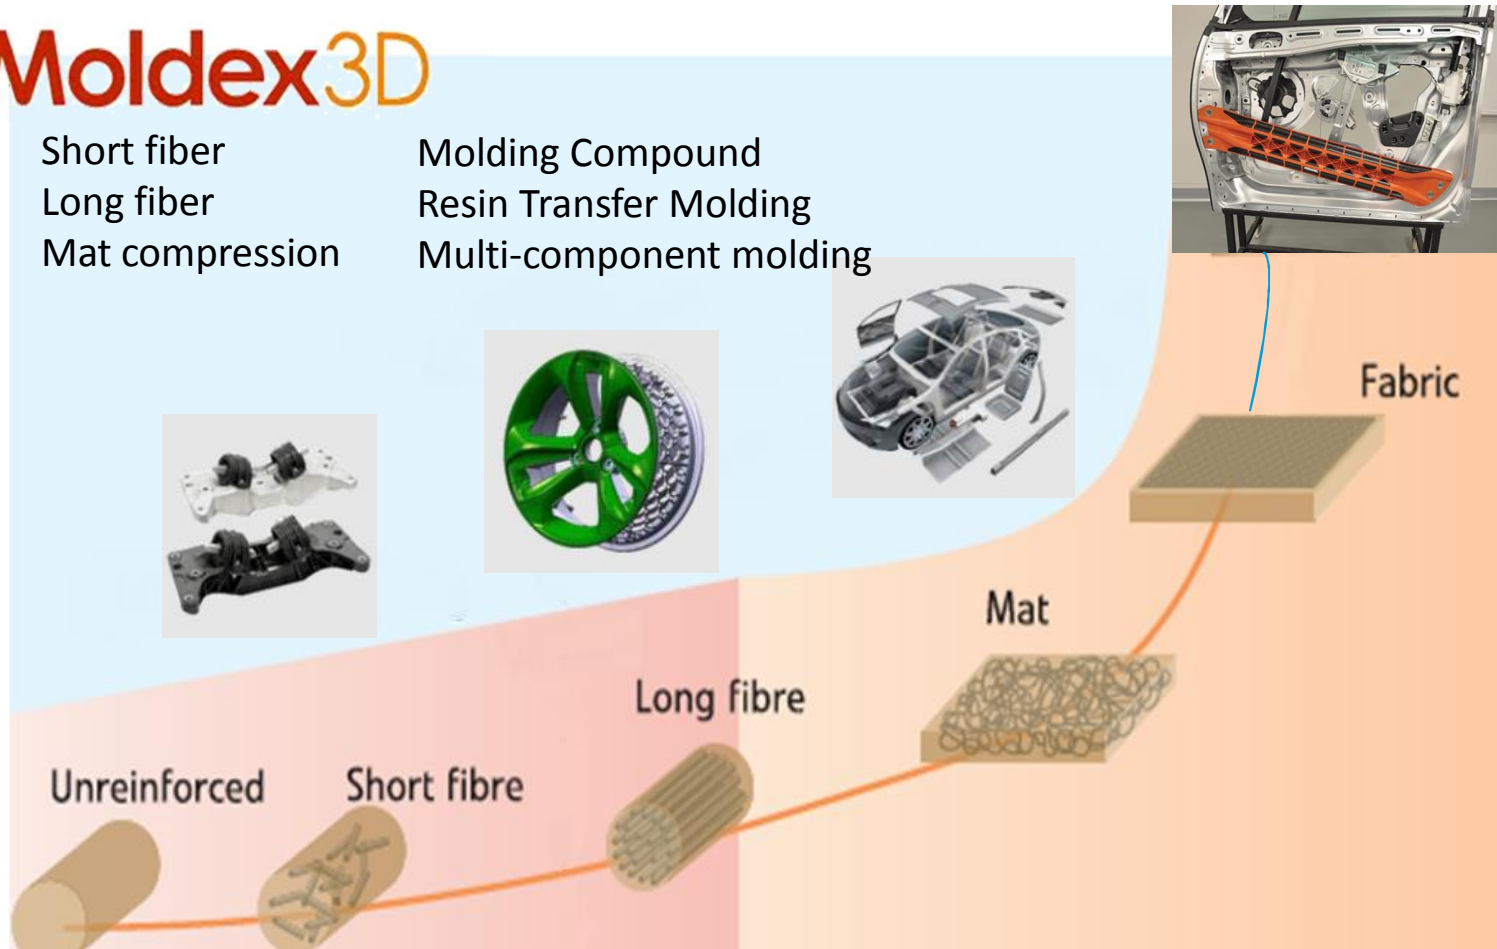 Moldex3D
Short fiber
Long fiber
Mat compression
Molding Compound
Resin Transfer Molding
Multi-component molding
Fabric
Mat
Long fibre
Short fibre
Unreinforced